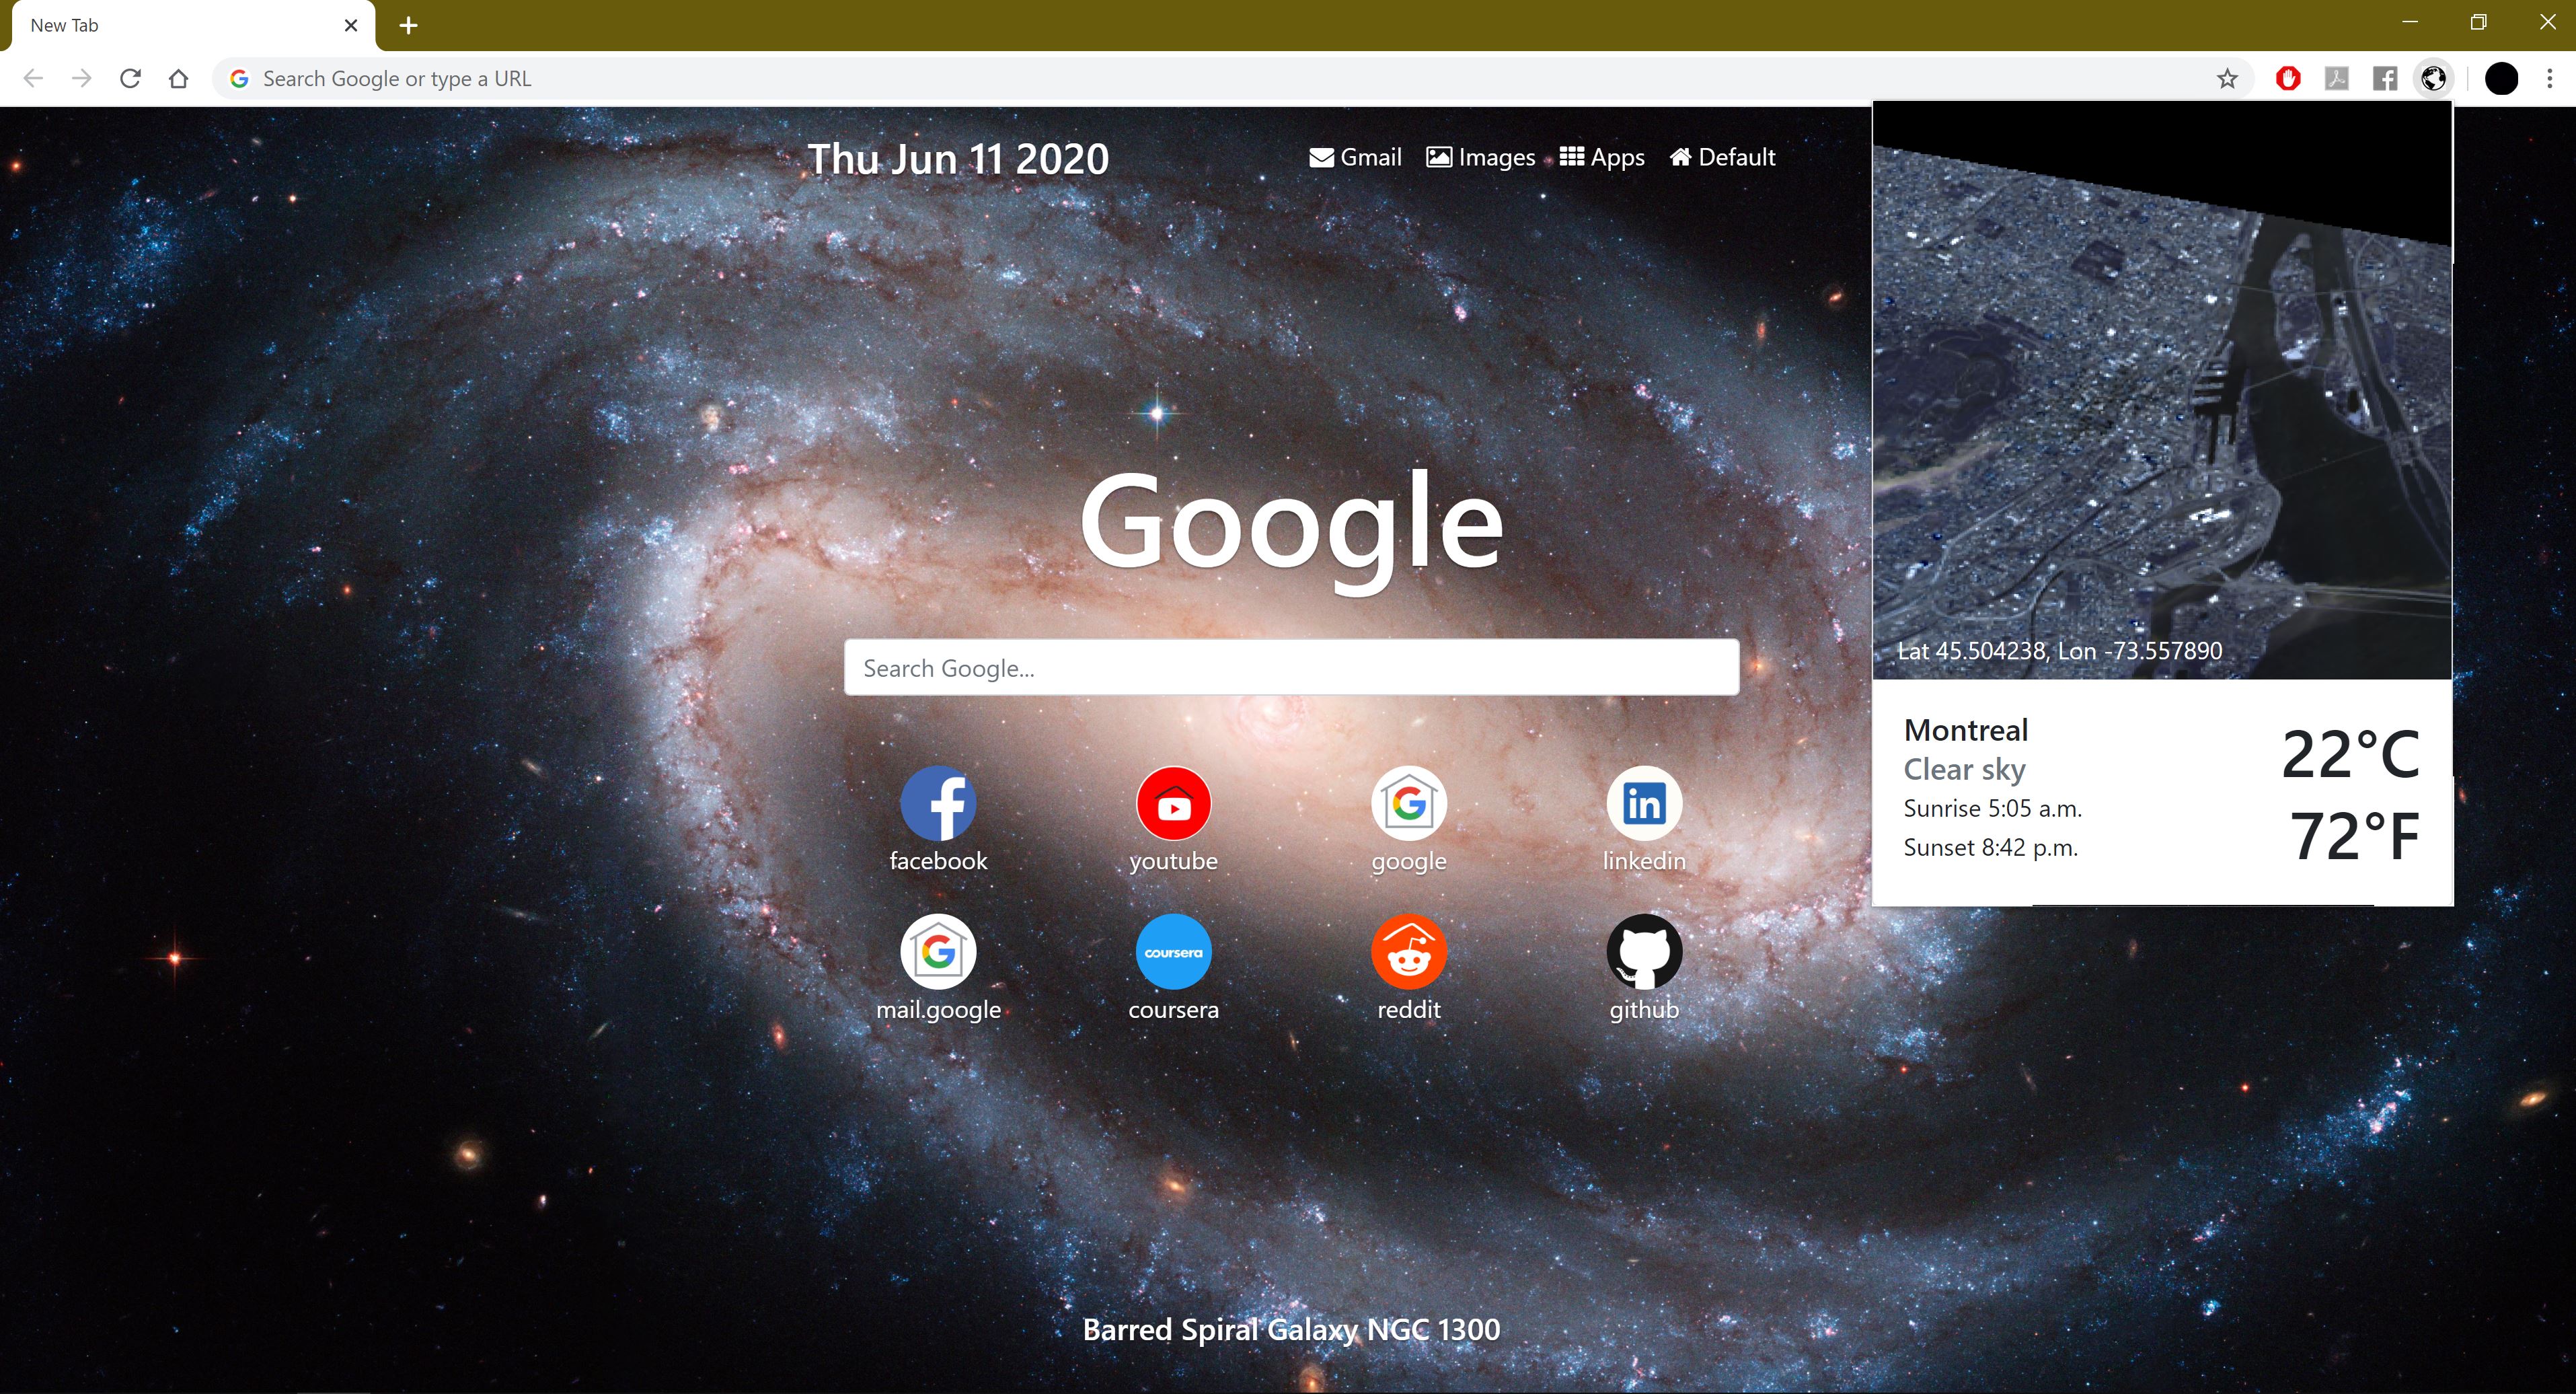 New Tab
Search Google or type a URL
Thu Jun 11 2020
Gmail Images Apps Default
Google
Search Google...
facebook youtube google linkedin
coursera
mail.google coursera reddit github
Barred Spiral Galaxy NGC 1300
Lat 45.504238, Lon -73.557890
Montreal
Clear sky
Sunrise 5:05 a.m.
Sunset 8:42 p.m.
22°C
72°F